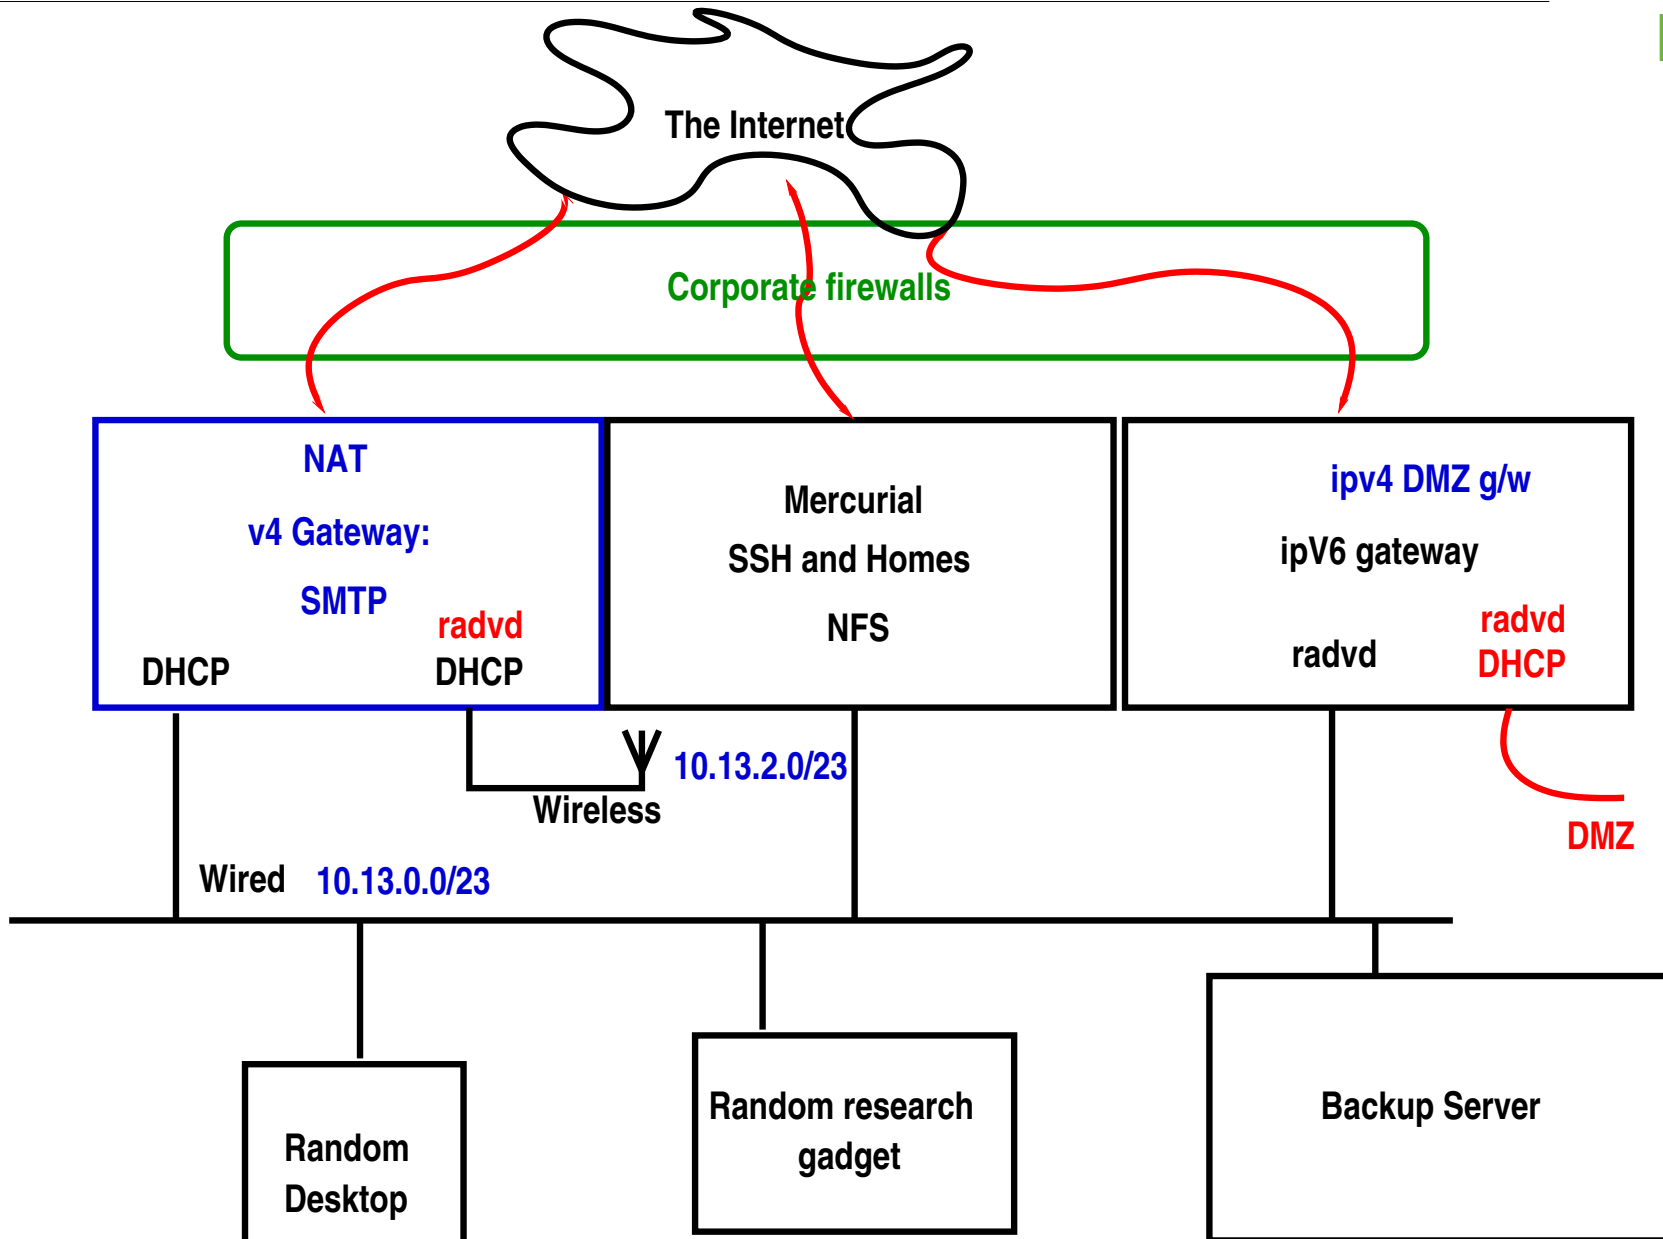 The Internet
Corporate firewalls
NAT
v4 Gateway:
SMTP
radvd
DHCP
DHCP
Mercurial
SSH and Homes
NFS
ipv4 DMZ g/w
ipV6 gateway
radvd
radvd
DHCP
10.13.2.0/23
Wireless
DMZ
Wired 10.13.0.0/23
Random
Desktop
Random research
gadget
Backup Server